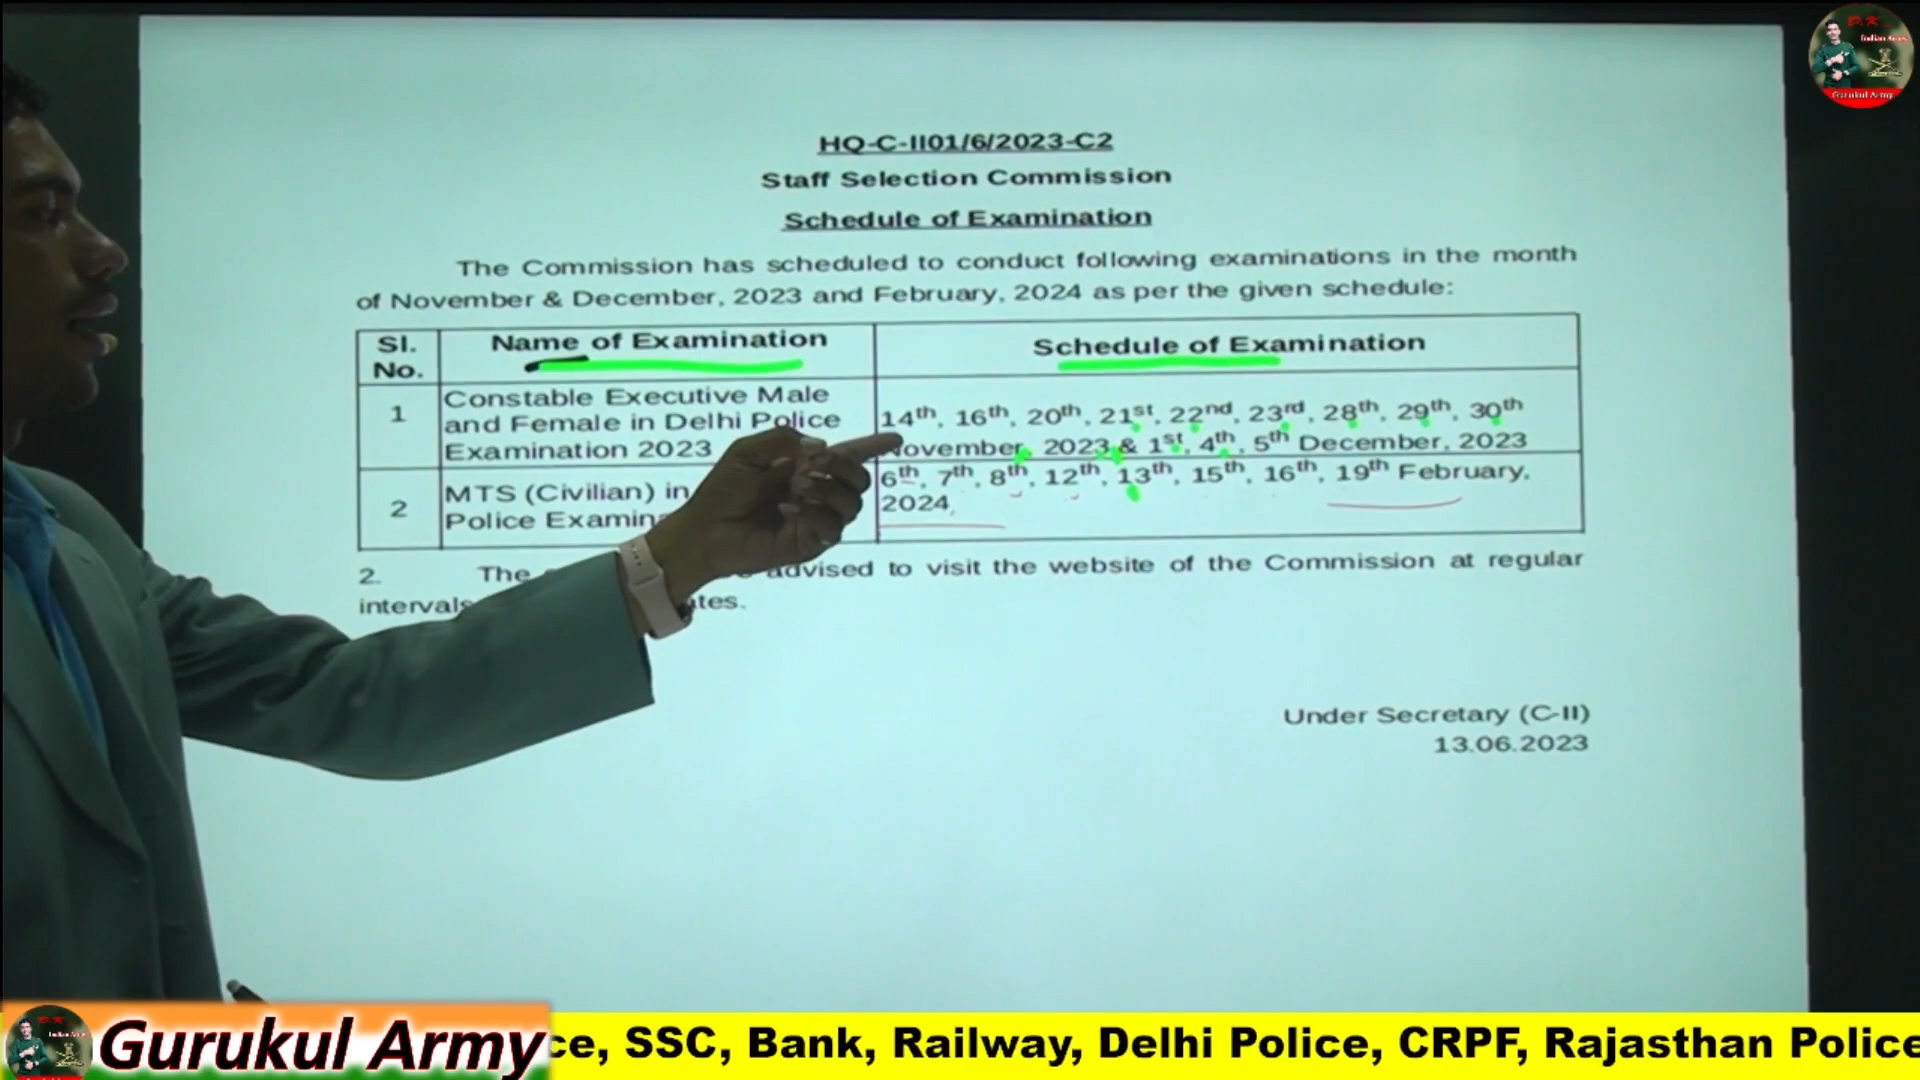 HQ-C-II01/6/2023-C2
Staff Selection Commission
Schedule of Examination
The Commission has scheduled to conduct following examinations in the month
of November & December, 2023 and February, 2024 as per the given schedule:
Sl. No.
Name of Examination
Schedule of Examination
1
Constable Executive Male
and Female in Delhi Police
Examination 2023
14th, 16th, 20th, 21st, 22nd, 23rd, 28th, 29th, 30th
November, 2023 & 1st, 4th, 5th December, 2023
2
MTS (Civilian) in
Police
6th, 7th, 8th, 12th, 13th, 15th, 16th, 19th February,
2024
2. The advised to visit the website of the Commission at regular
intervals
Under Secretary (C-II)
13.06.2023
D.K
Indian Army
Gurukul Army
Gurukul Army
SSC, Bank, Railway, Delhi Police, CRPF, Rajasthan Police